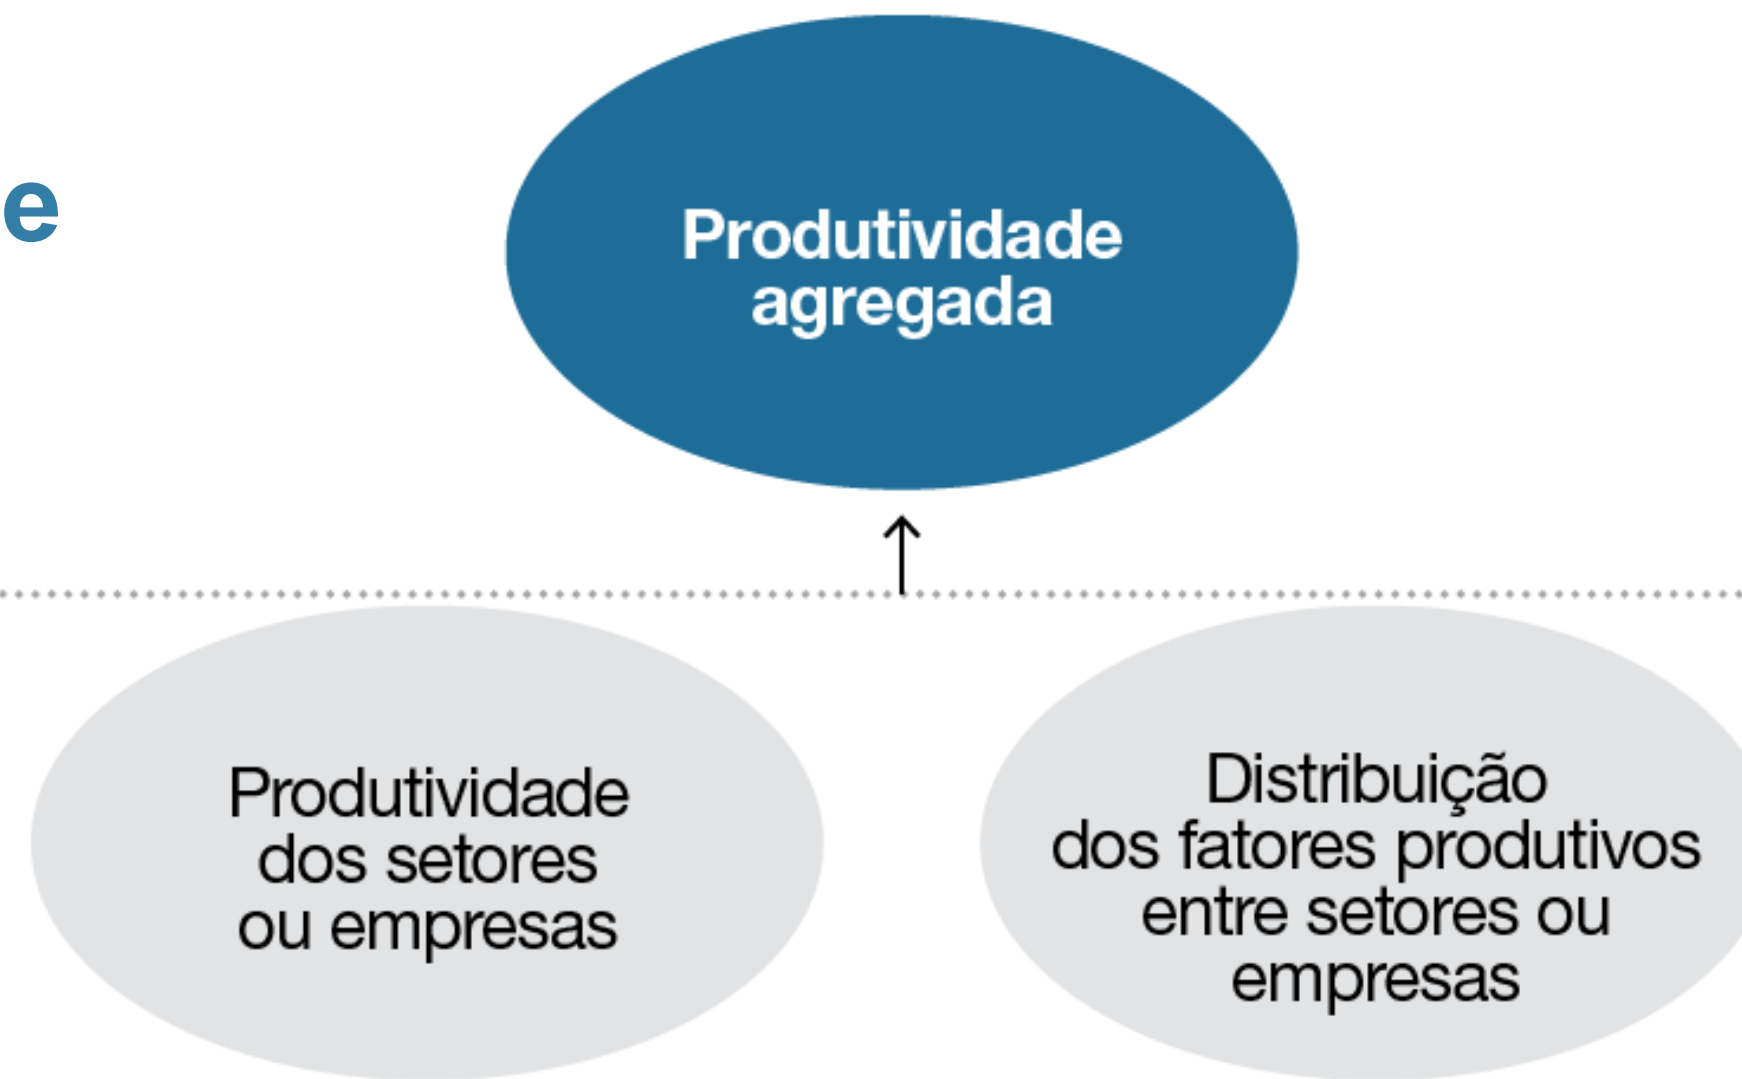 e
Produtividade
agregada
Produtividade
dos setores
ou empresas
Distribuição
dos fatores produtivos
entre setores ou
empresas